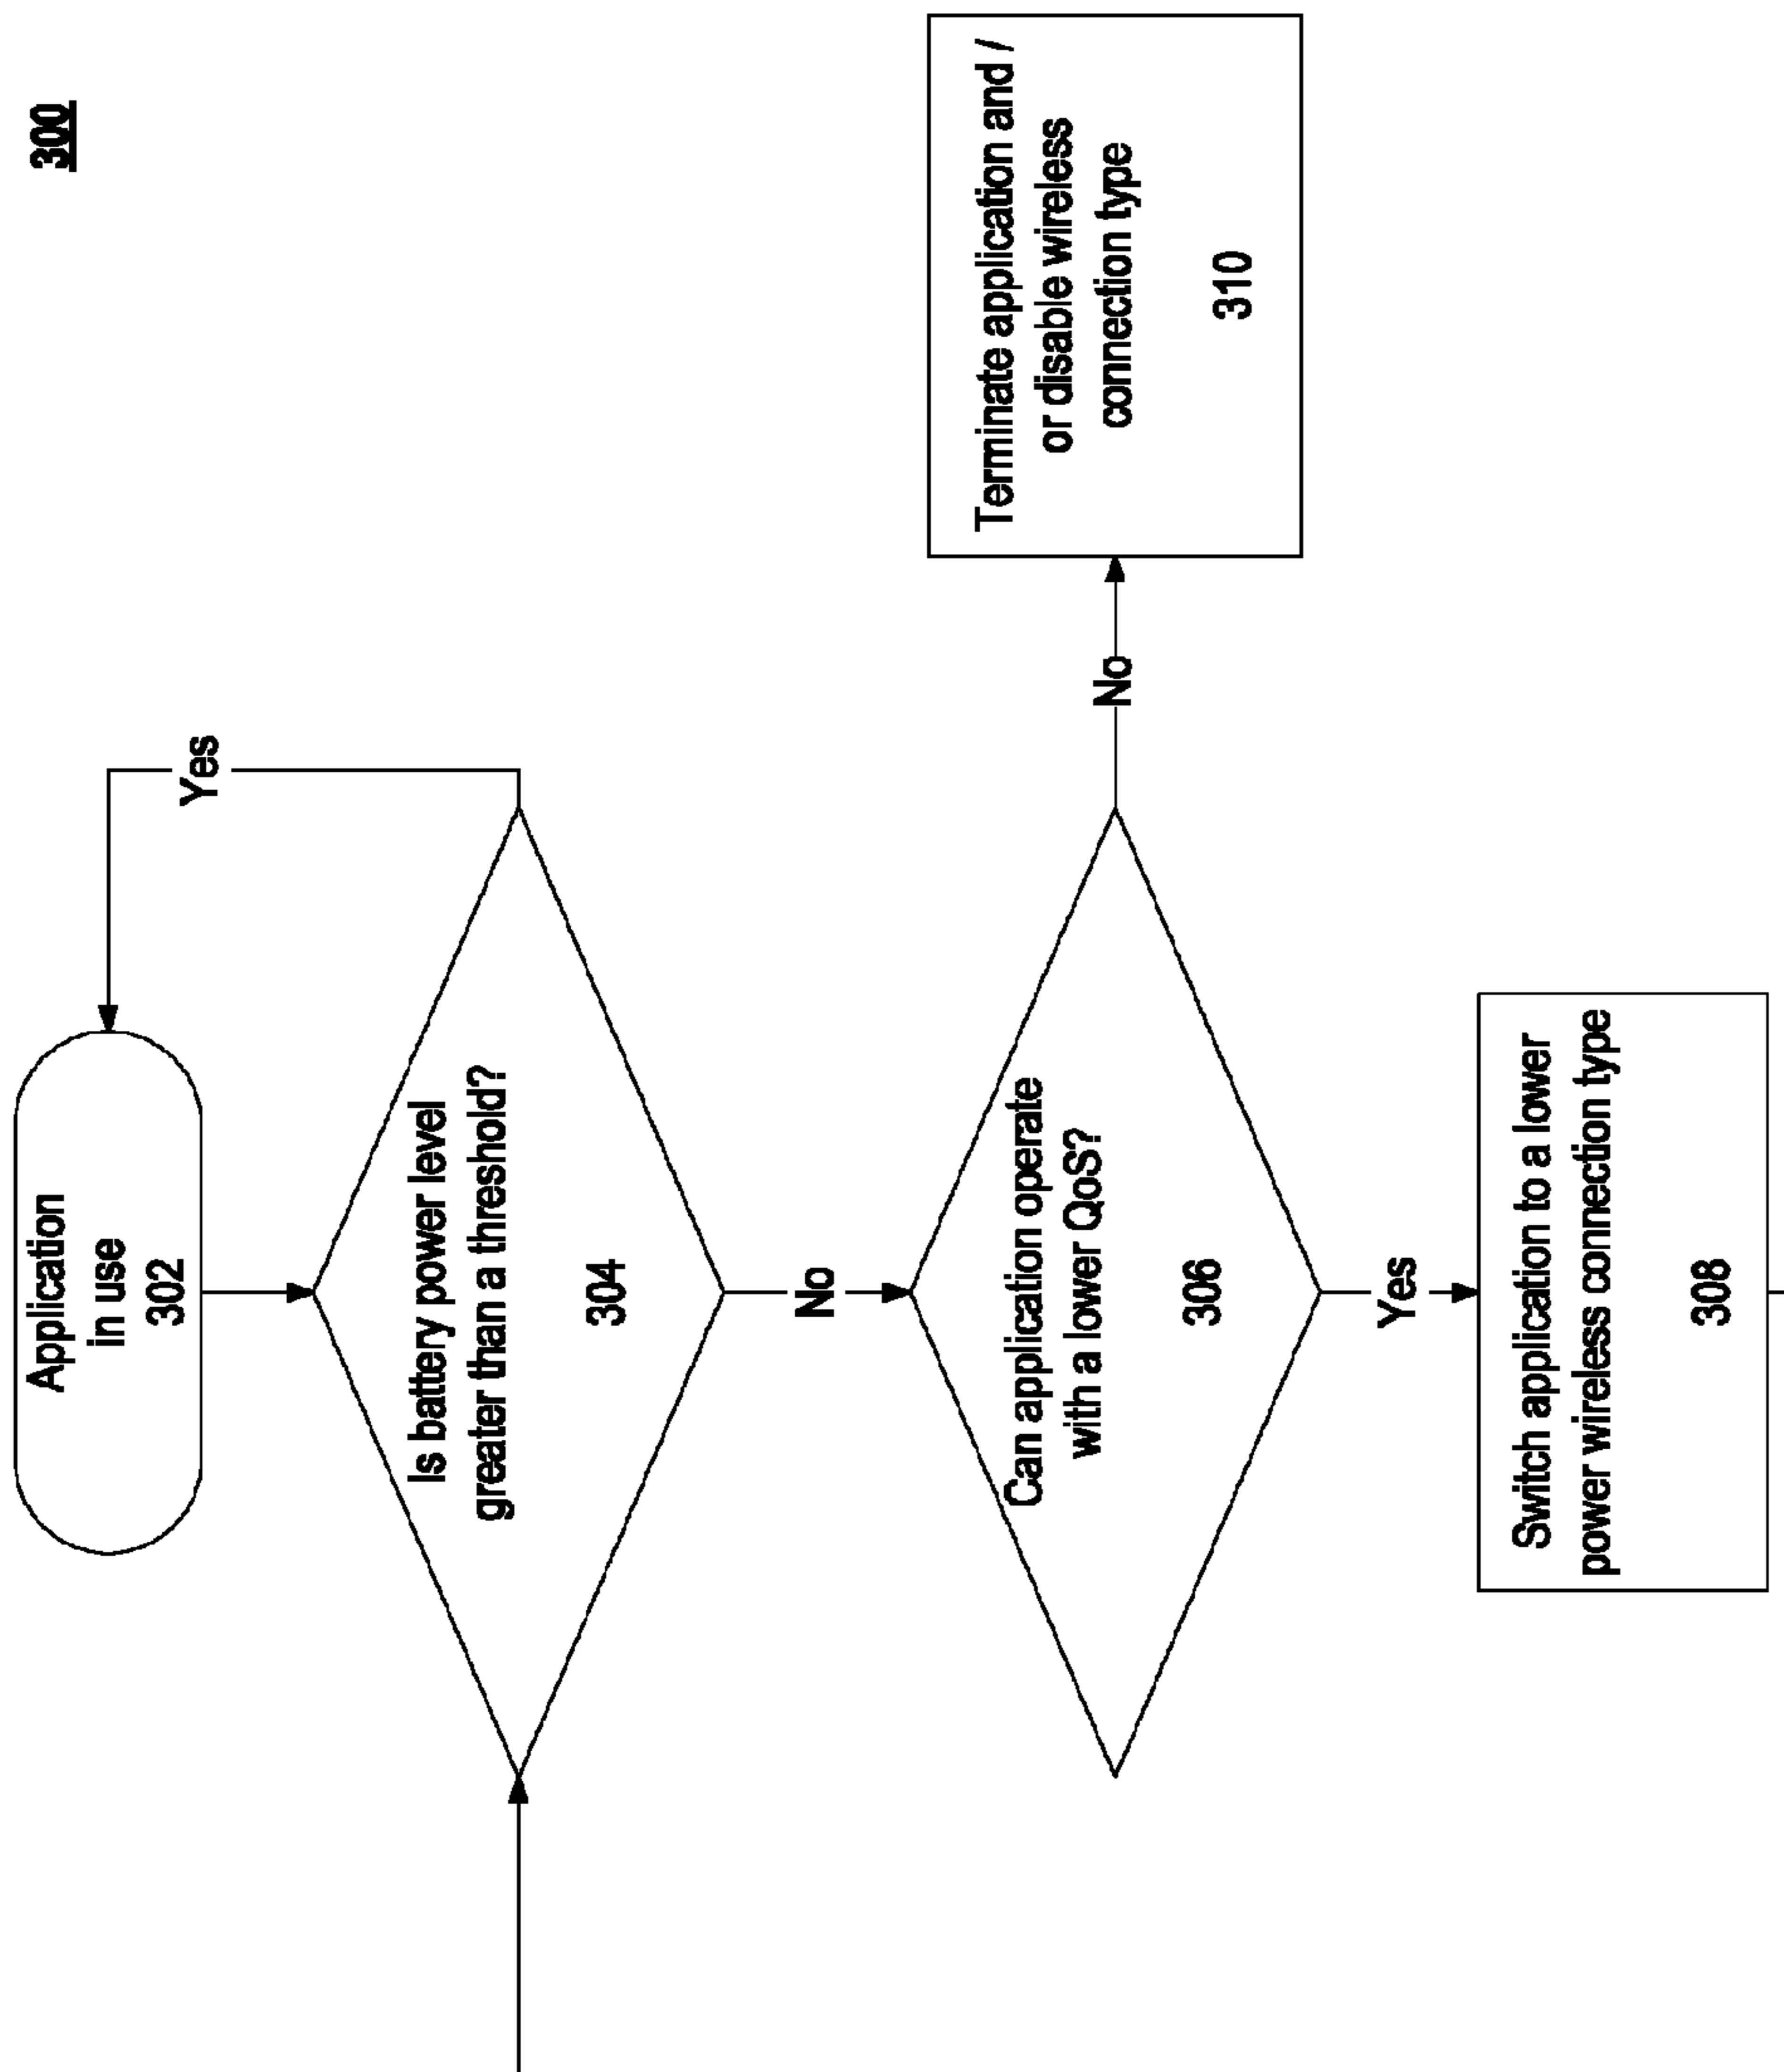 300
Application
in use
302
Yes
Is battery power level
greater than a threshold?
304
No
Can application operate
with a lower QoS?
306
No
Terminate application and /
or disable wireless
connection type
310
Yes
Switch application to a lower
power wireless connection type
308